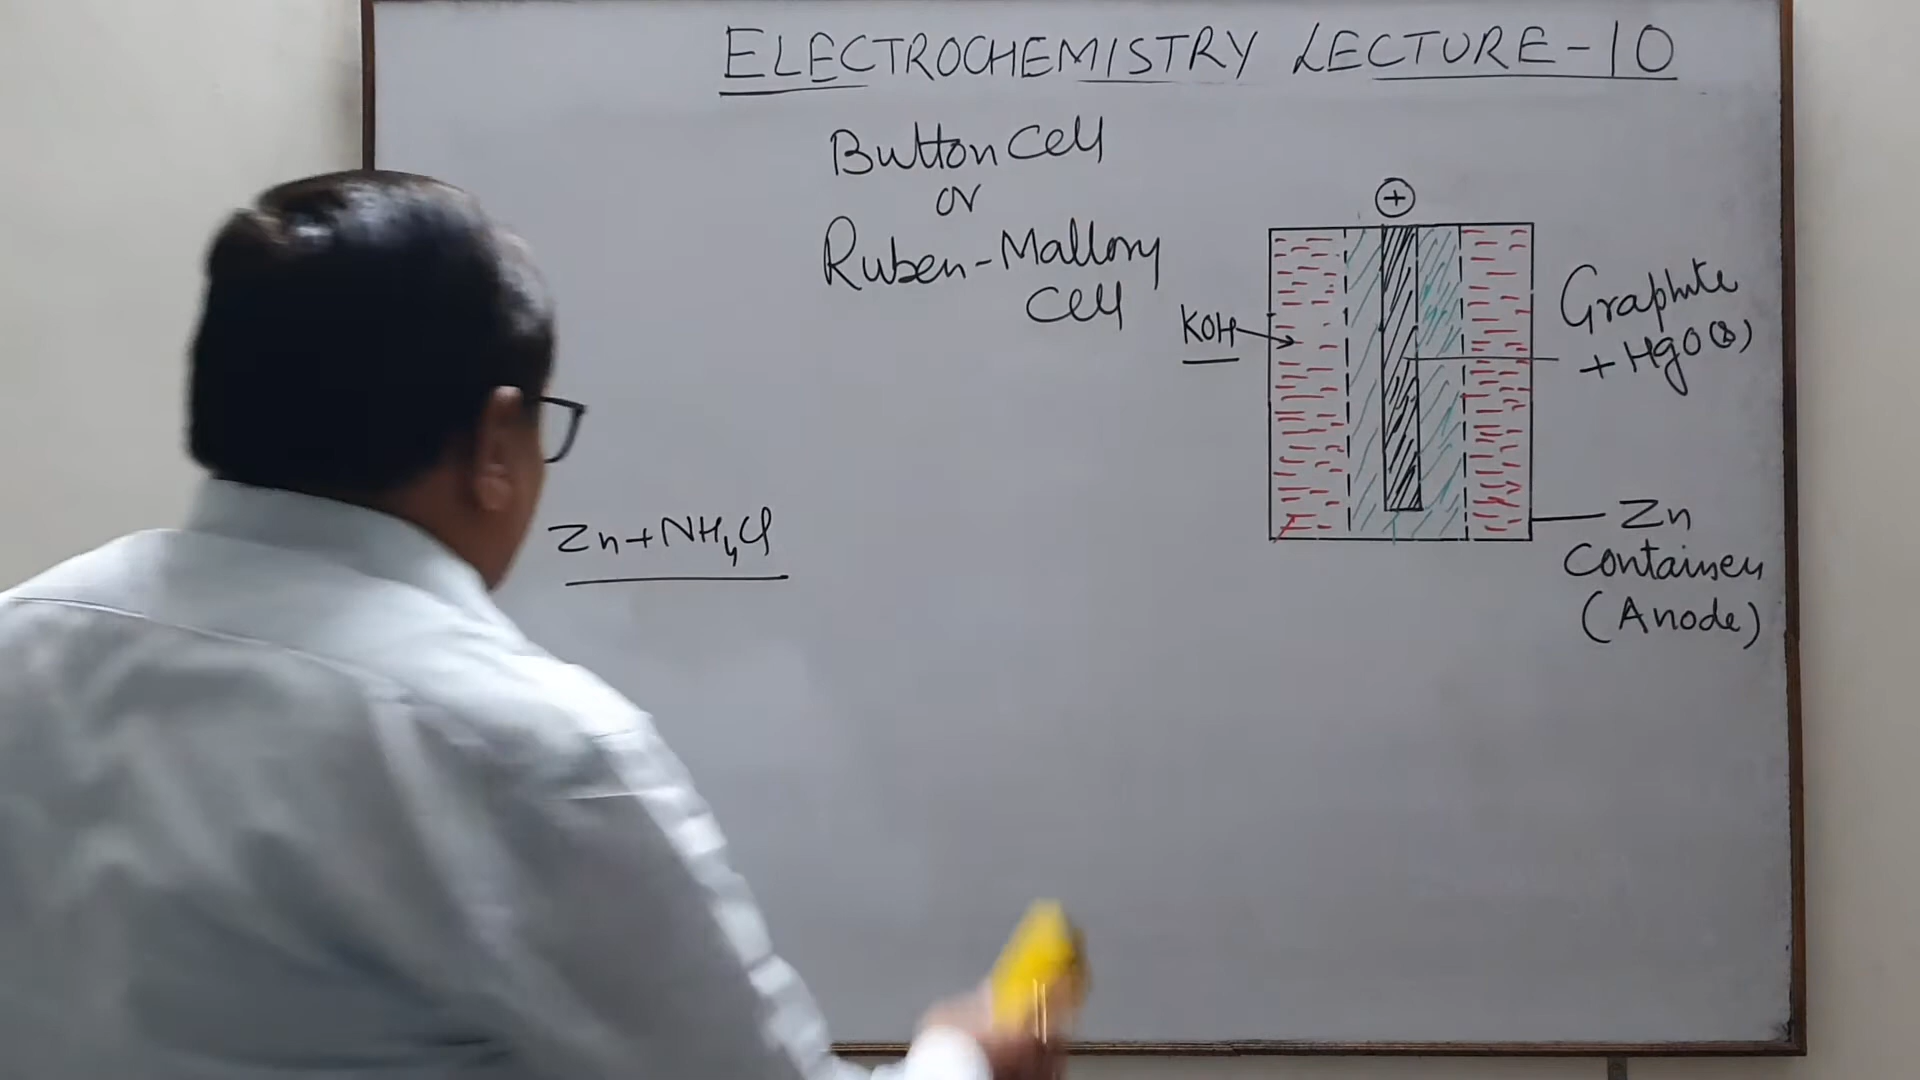 ELECTROCHEMISTRY LECTURE-10
Button Cell
or
Ruben-Mallory
Cell
+
KOH
Graphite
+ HgO(s)
Zn+NH4Cl
Zn
Container
(Anode)